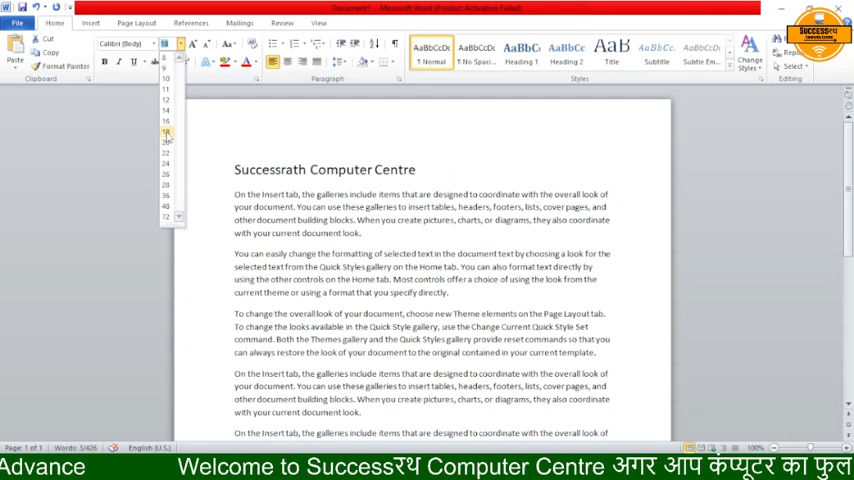 Document1 - Microsoft Word (Product Activation Failed)
File Home Insert Page Layout References Mailings Review View
Successरथ
Computer Centre
Paste
Cut
Copy
Format Painter
Clipboard
Calibri (Body) 18
B I U
Paragraph
AaBbCcDc AaBbCcDc AaBbC AaBbCc AaB AaBbCc. AaBbCcDc
¶ Normal ¶ No Spaci... Heading 1 Heading 2 Title Subtitle Subtle Em...
Change
Styles
Styles
Select
Editing
8
9
10
11
12
14
16
18
20
22
24
26
28
36
48
72
Successrath Computer Centre
On the Insert tab, the galleries include items that are designed to coordinate with the overall look of
your document. You can use these galleries to insert tables, headers, footers, lists, cover pages, and
other document building blocks. When you create pictures, charts, or diagrams, they also coordinate
with your current document look.
You can easily change the formatting of selected text in the document text by choosing a look for the
selected text from the Quick Styles gallery on the Home tab. You can also format text directly by
using the other controls on the Home tab. Most controls offer a choice of using the look from the
current theme or using a format that you specify directly.
To change the overall look of your document, choose new Theme elements on the Page Layout tab.
To change the looks available in the Quick Style gallery, use the Change Current Quick Style Set
command. Both the Themes gallery and the Quick Styles gallery provide reset commands so that you
can always restore the look of your document to the original contained in your current template.
On the Insert tab, the galleries include items that are designed to coordinate with the overall look of
your document. You can use these galleries to insert tables, headers, footers, lists, cover pages, and
other document building blocks. When you create pictures, charts, or diagrams, they also coordinate
with your current document look.
On the Insert tab, the galleries include items that are designed to coordinate with the overall look of
Page: 1 of 1 Words: 3/426 English (U.S.) 100%
Advance Welcome to Successरथ Computer Centre अगर आप कंप्यूटर का फुल